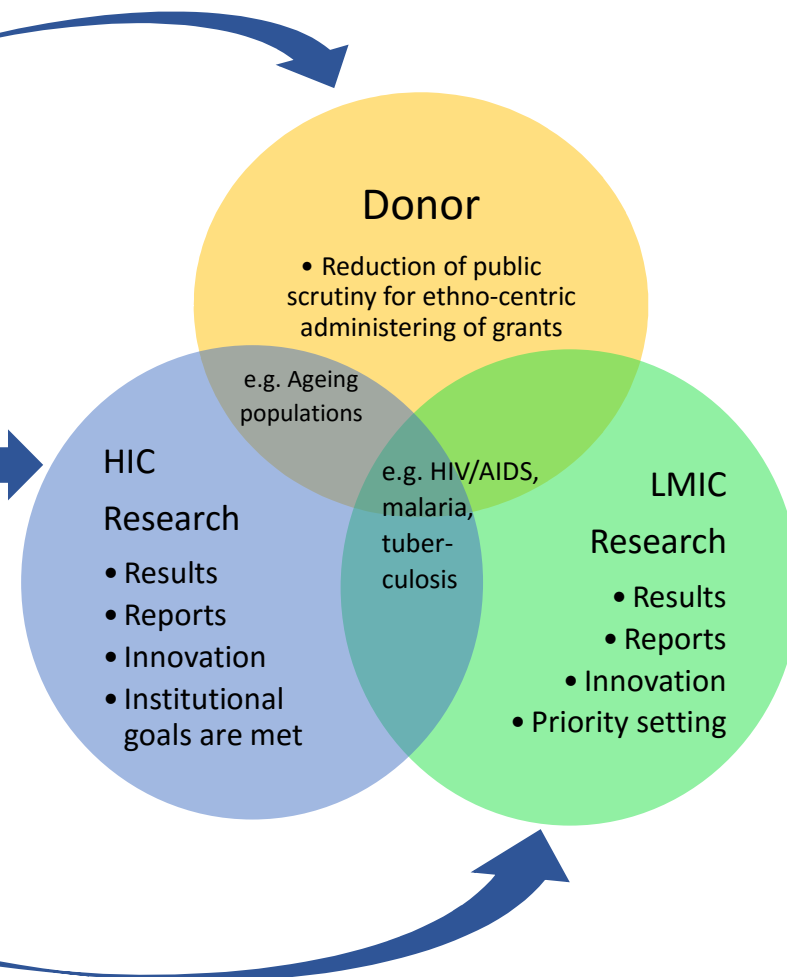 Donor
• Reduction of public
scrutiny for ethno-centric
administering of grants
e.g. Ageing
populations
HIC
Research
• Results
• Reports
• Innovation
• Institutional
goals are met
e.g. HIV/AIDS,
malaria,
tuber-
culosis
LMIC
Research
• Results
• Reports
• Innovation
• Priority setting